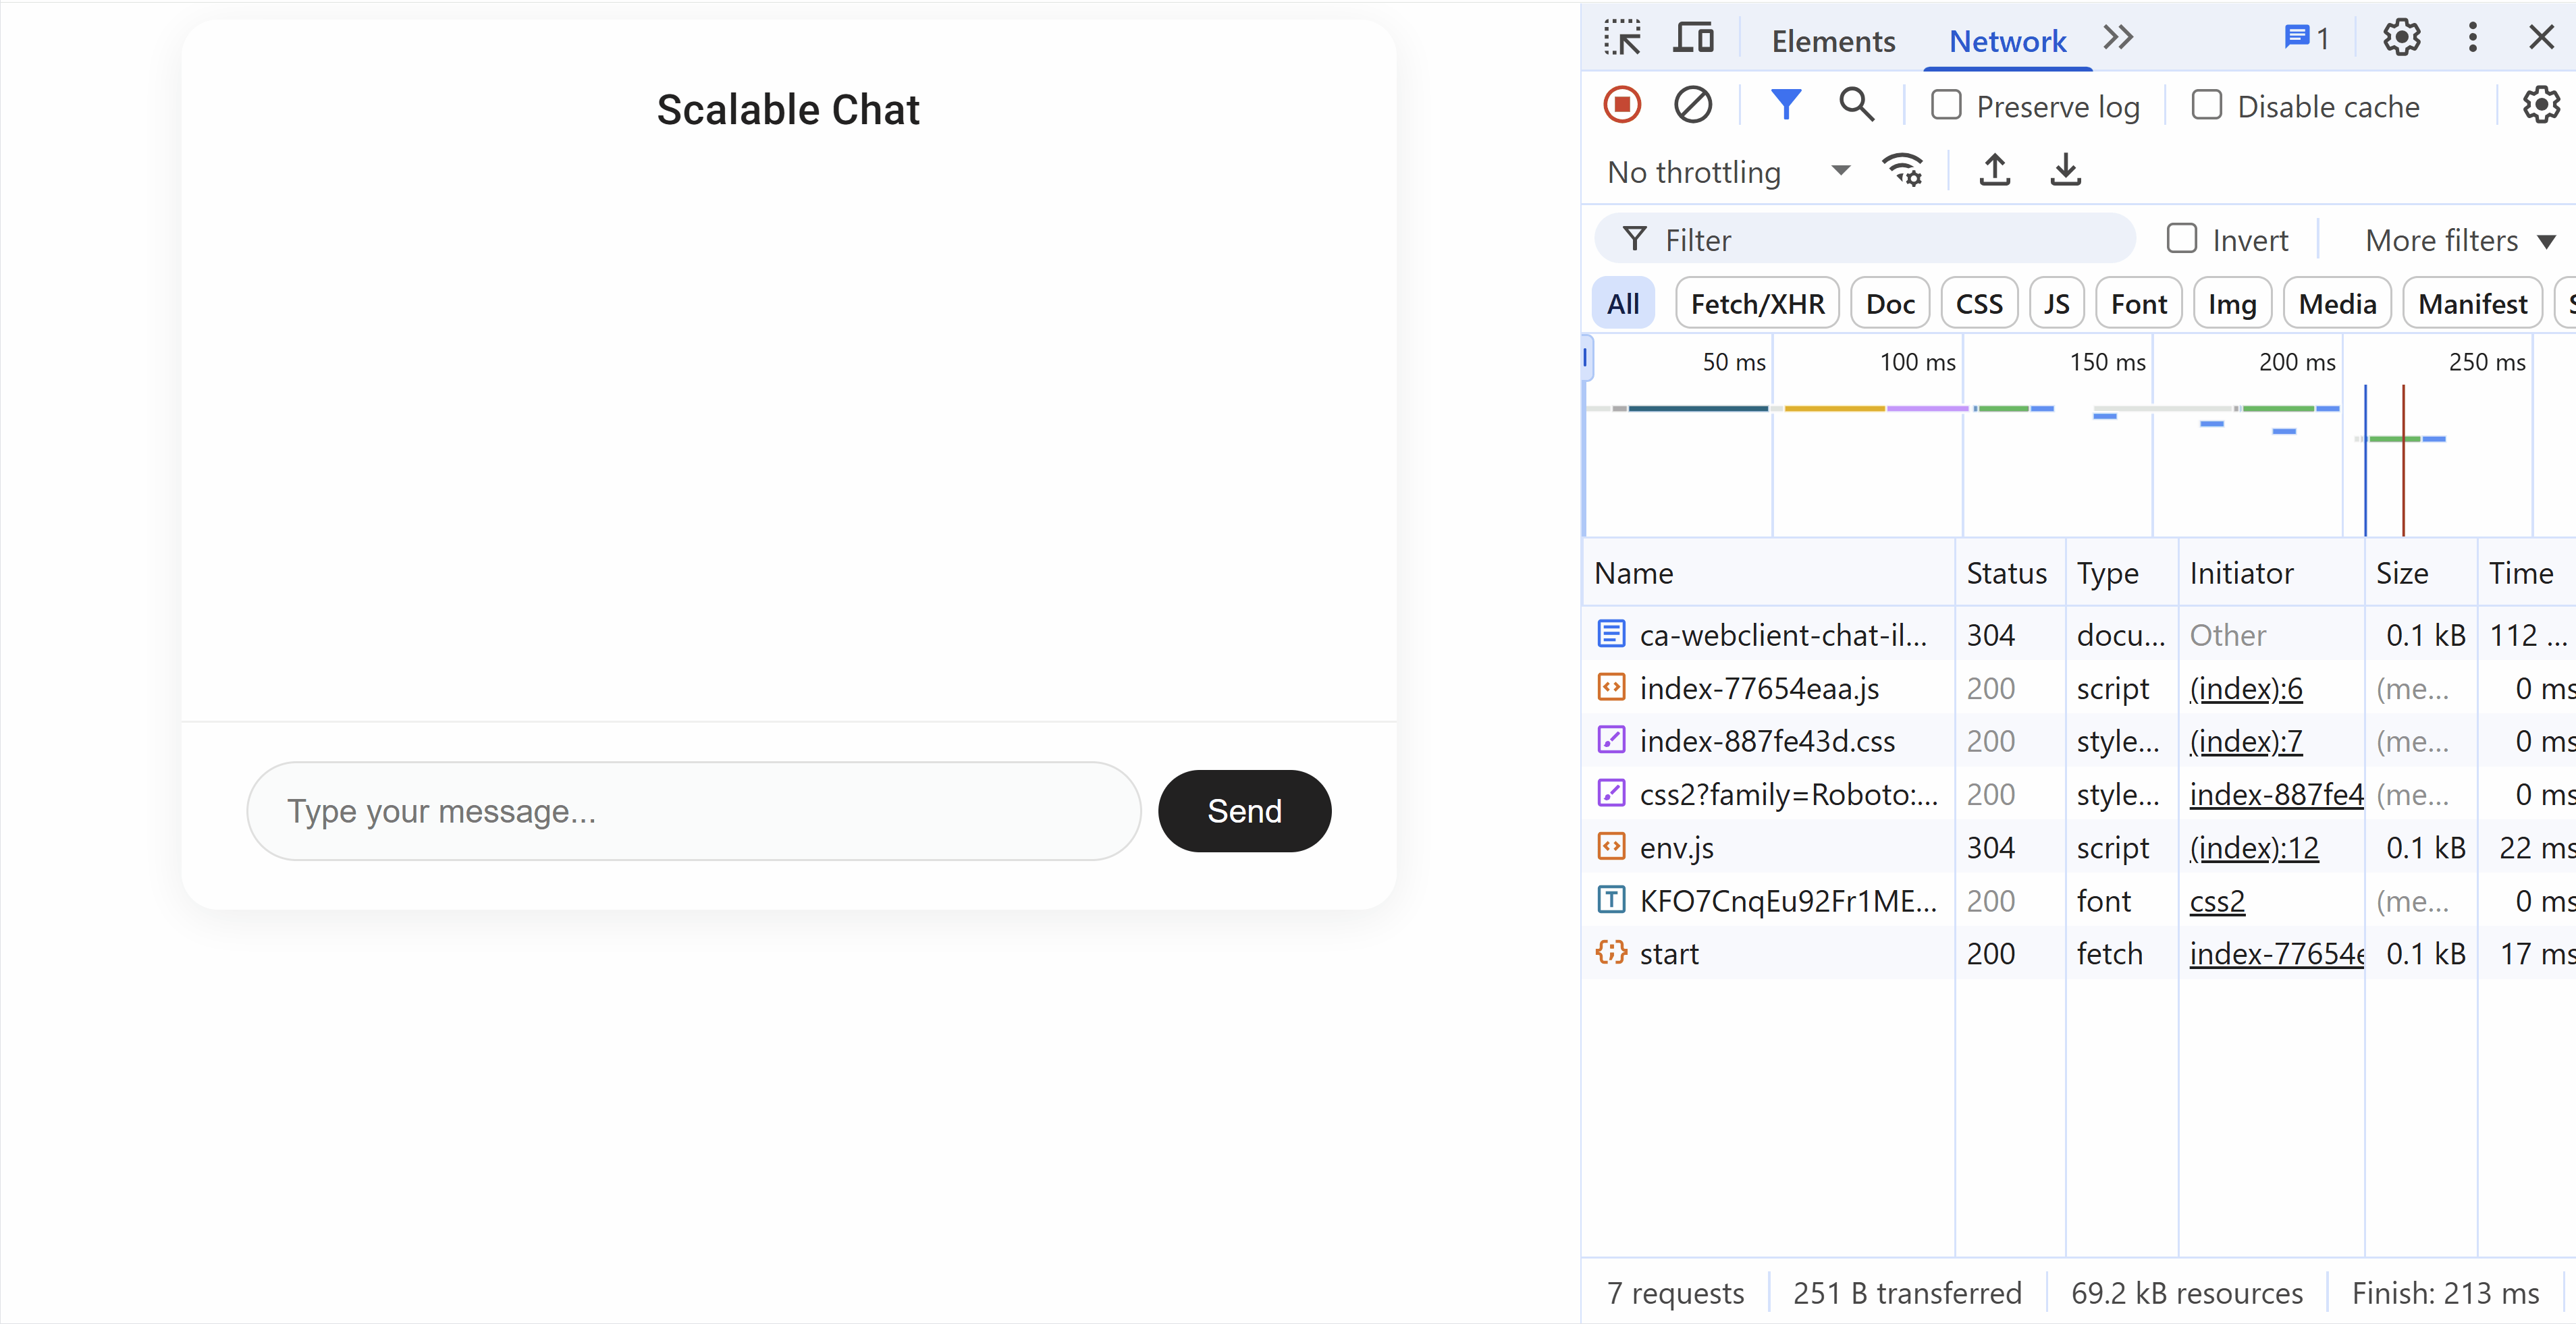 Scalable Chat
Type your message...
Send
Elements Network 1
Preserve log Disable cache
No throttling
Filter Invert More filters
All Fetch/XHR Doc CSS JS Font Img Media Manifest
50 ms 100 ms 150 ms 200 ms 250 ms
Name Status Type Initiator Size Time
ca-webclient-chat-il... 304 docu... Other 0.1 kB 112 ...
index-77654eaa.js 200 script (index):6 (me... 0 ms
index-887fe43d.css 200 style... (index):7 (me... 0 ms
css2?family=Roboto:... 200 style... index-887fe4 (me... 0 ms
env.js 304 script (index):12 0.1 kB 22 ms
KFO7CnqEu92Fr1ME... 200 font css2 (me... 0 ms
start 200 fetch index-77654e 0.1 kB 17 ms
7 requests 251 B transferred 69.2 kB resources Finish: 213 ms